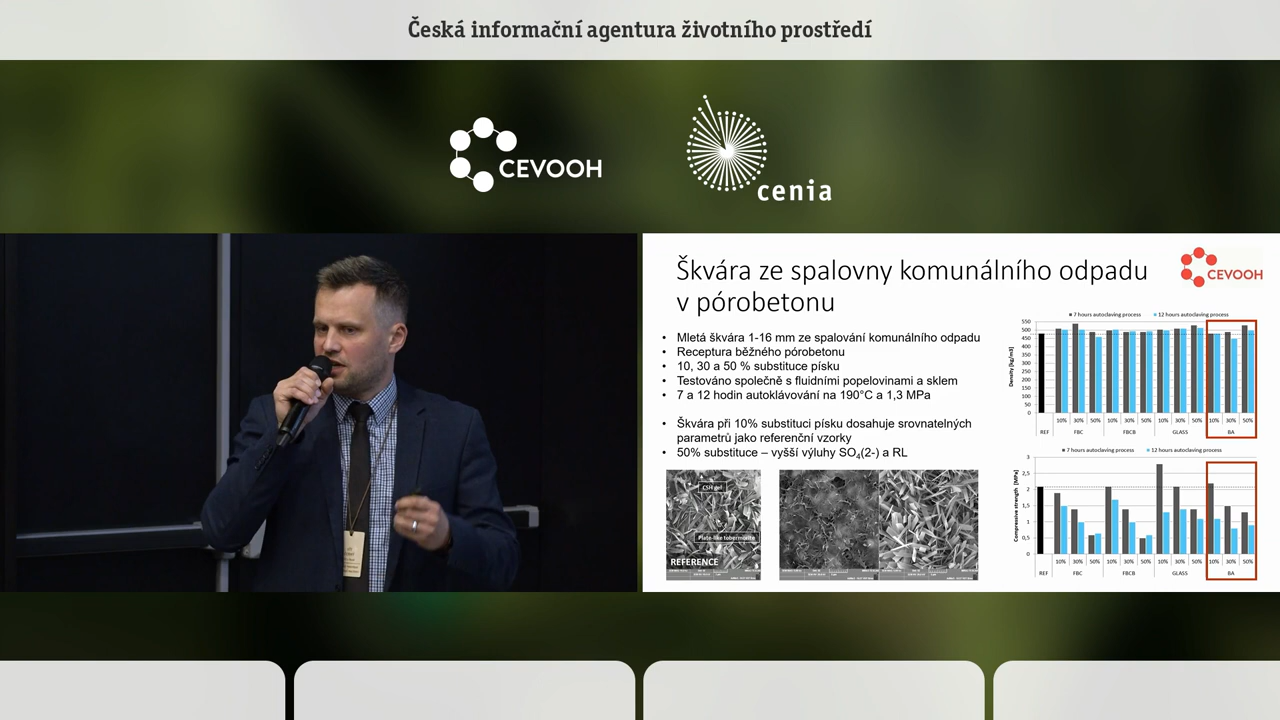 Česká informační agentura životního prostředí
CEVOOH
cenia
Škvára ze spalovny komunálního odpadu
v pórobetonu
CEVOOH
• Mletá škvára 1-16 mm ze spalování komunálního odpadu
• Receptura běžného pórobetonu
• 10, 30 a 50 % substituce písku
• Testováno společně s fluidními popelovinami a sklem
• 7 a 12 hodin autoklávování na 190°C a 1,3 MPa
• Škvára při 10% substituci písku dosahuje srovnatelných
parametrů jako referenční vzorky
• 50% substituce – vyšší výluhy SO4(2-) a RL
CSH gel
Plate-like tobermorite
REFERENCE
7 hours autoclaving process 12 hours autoclaving process
Density [kg/m3]
550
500
450
400
350
300
250
200
150
100
50
0
10% 30% 50% 10% 30% 50% 10% 30% 50% 10% 30% 50%
REF FBC FBCB GLASS BA
7 hours autoclaving process 12 hours autoclaving process
Compressive strength [MPa]
3
2,5
2
1,5
1
0,5
0
10% 30% 50% 10% 30% 50% 10% 30% 50% 10% 30% 50%
REF FBC FBCB GLASS BA